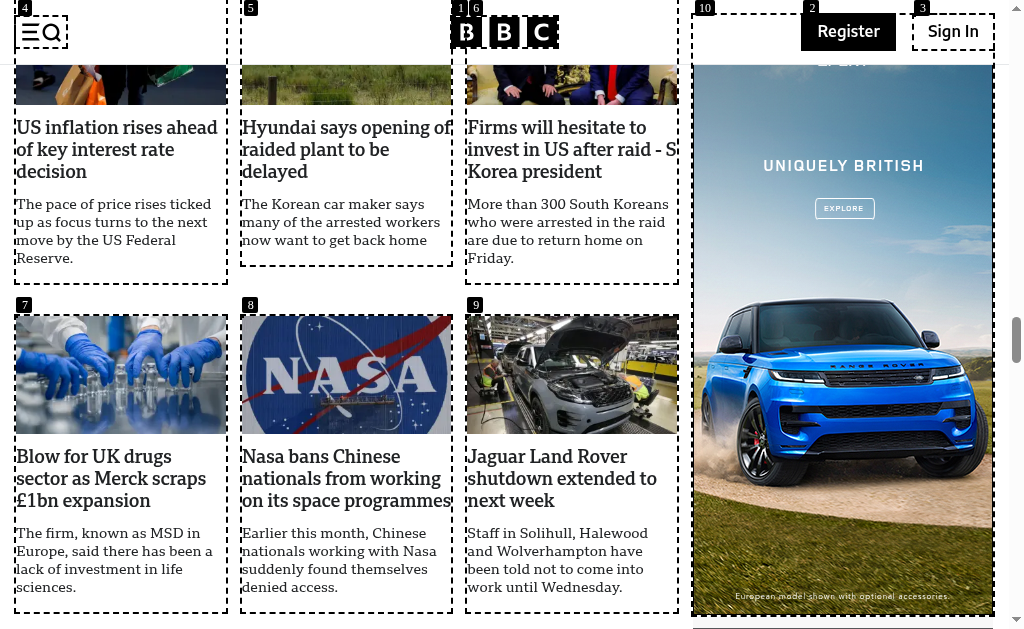 4
5
1
6
10
2
3
BBC
Register
Sign In
US inflation rises ahead
of key interest rate
decision
The pace of price rises ticked
up as focus turns to the next
move by the US Federal
Reserve.
Hyundai says opening of
raided plant to be
delayed
The Korean car maker says
many of the arrested workers
now want to get back home
Firms will hesitate to
invest in US after raid - S
Korea president
More than 300 South Koreans
who were arrested in the raid
are due to return home on
Friday.
UNIQUELY BRITISH
EXPLORE
RANGE ROVER
European model shown with optional accessories.
7
8
9
NASA
Blow for UK drugs
sector as Merck scraps
£1bn expansion
The firm, known as MSD in
Europe, said there has been a
lack of investment in life
sciences.
Nasa bans Chinese
nationals from working
on its space programmes
Earlier this month, Chinese
nationals working with Nasa
suddenly found themselves
denied access.
Jaguar Land Rover
shutdown extended to
next week
Staff in Solihull, Halewood
and Wolverhampton have
been told not to come into
work until Wednesday.